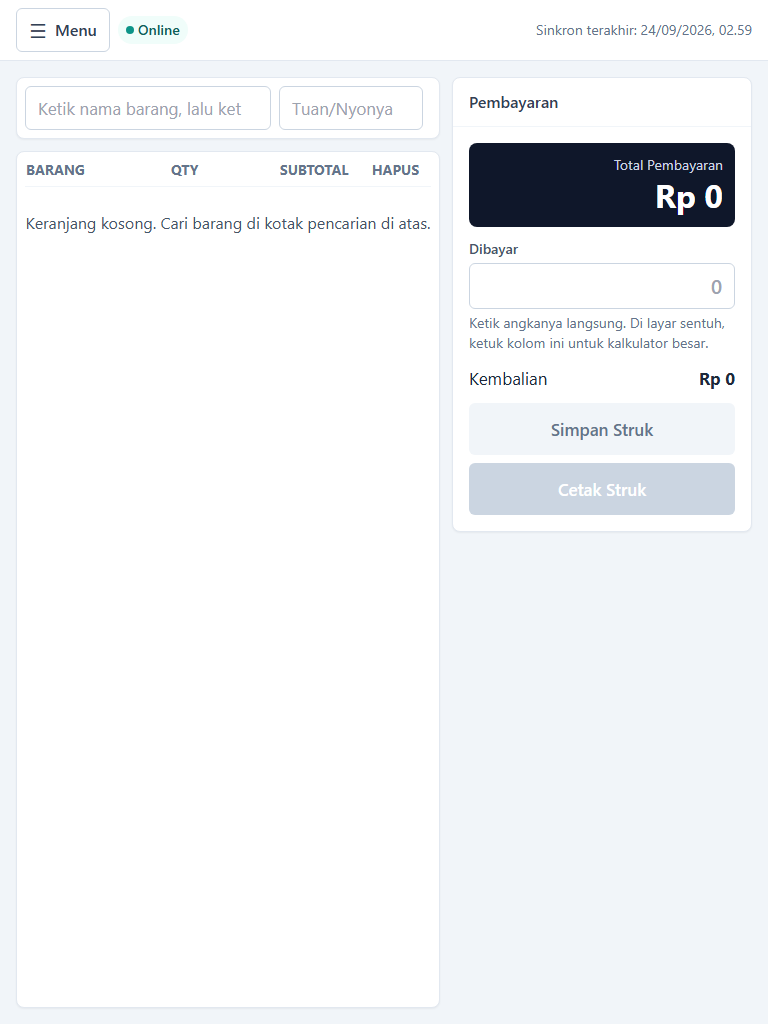 ☰ Menu
Online
Sinkron terakhir: 24/09/2026, 02.59
Ketik nama barang, lalu ket
Tuan/Nyonya
BARANG QTY SUBTOTAL HAPUS
Keranjang kosong. Cari barang di kotak pencarian di atas.
Pembayaran
Total Pembayaran
Rp 0
Dibayar
0
Ketik angkanya langsung. Di layar sentuh,
ketuk kolom ini untuk kalkulator besar.
Kembalian Rp 0
Simpan Struk
Cetak Struk